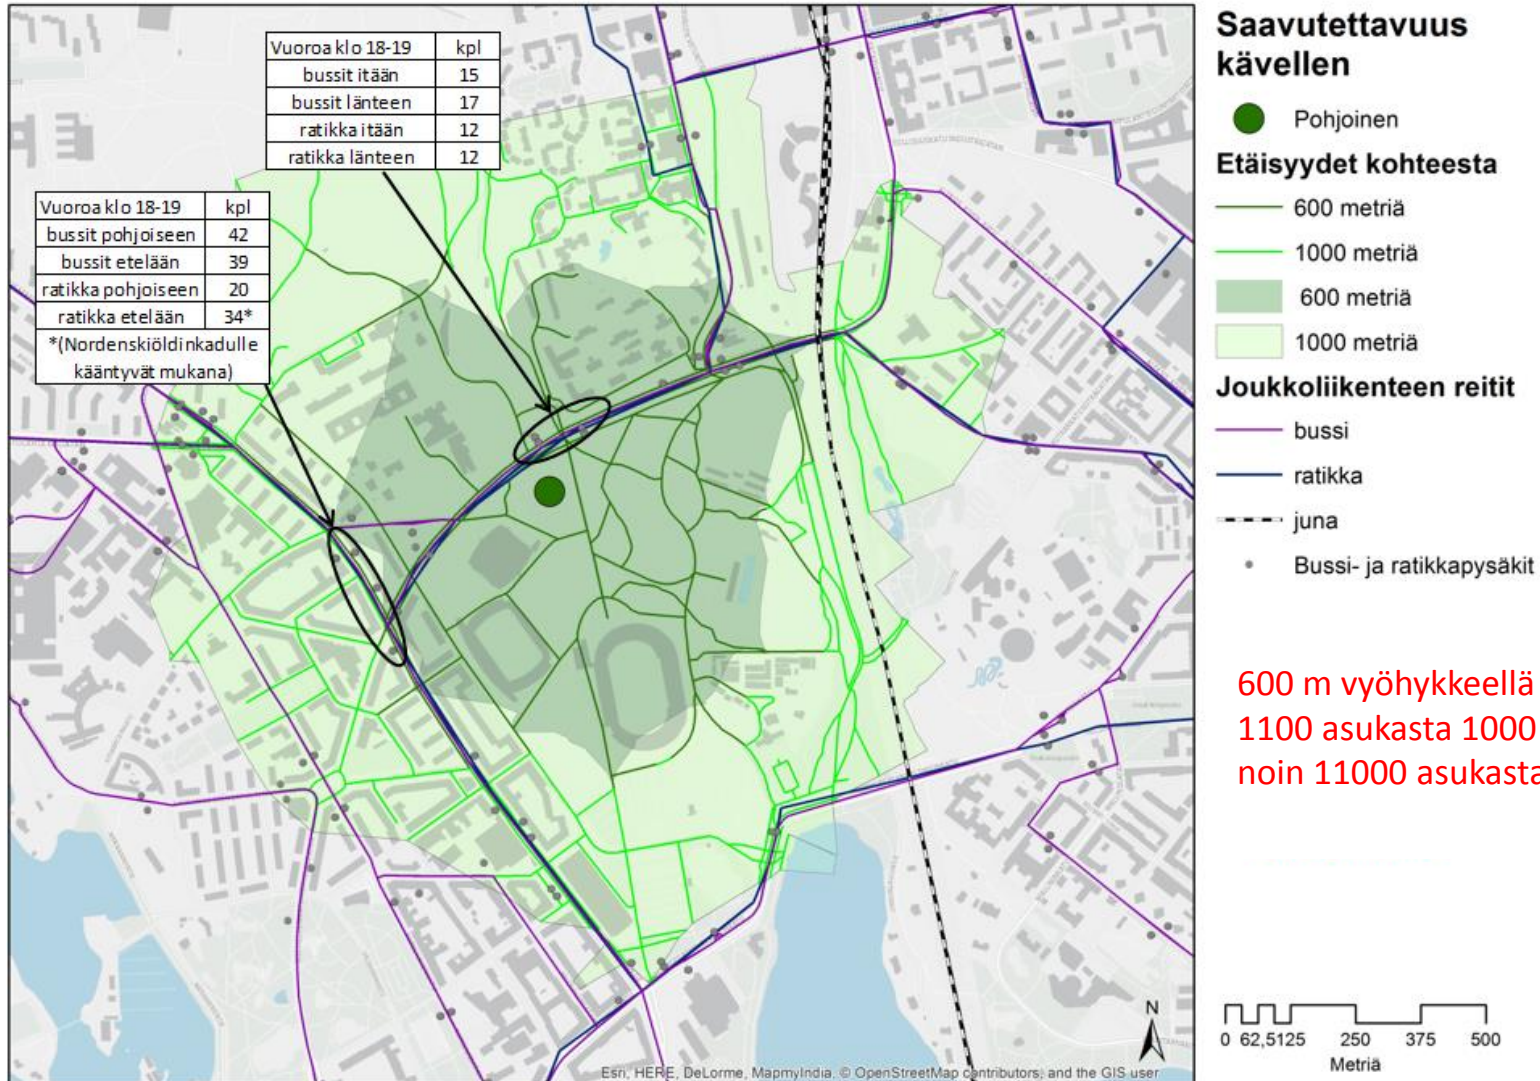 Vuoroa klo 18-19 kpl
bussit itään 15
bussit länteen 17
ratikka itään 12
ratikka länteen 12
Vuoroa klo 18-19 kpl
bussit pohjoiseen 42
bussit etelään 39
ratikka pohjoiseen 20
ratikka etelään 34*
*(Nordenskiöldinkadulle
kääntyvät mukana)
Saavutettavuus
kävellen
Pohjoinen
Etäisyydet kohteesta
600 metriä
1000 metriä
600 metriä
1000 metriä
Joukkoliikenteen reitit
bussi
ratikka
juna
Bussi- ja ratikkapysäkit
600 m vyöhykkeellä
1100 asukasta 1000
noin 11000 asukasta
N
0 62,5125 250 375 500
Metriä
Esri, HERE, DeLorme, MapmyIndia, © OpenStreetMap contributors, and the GIS user